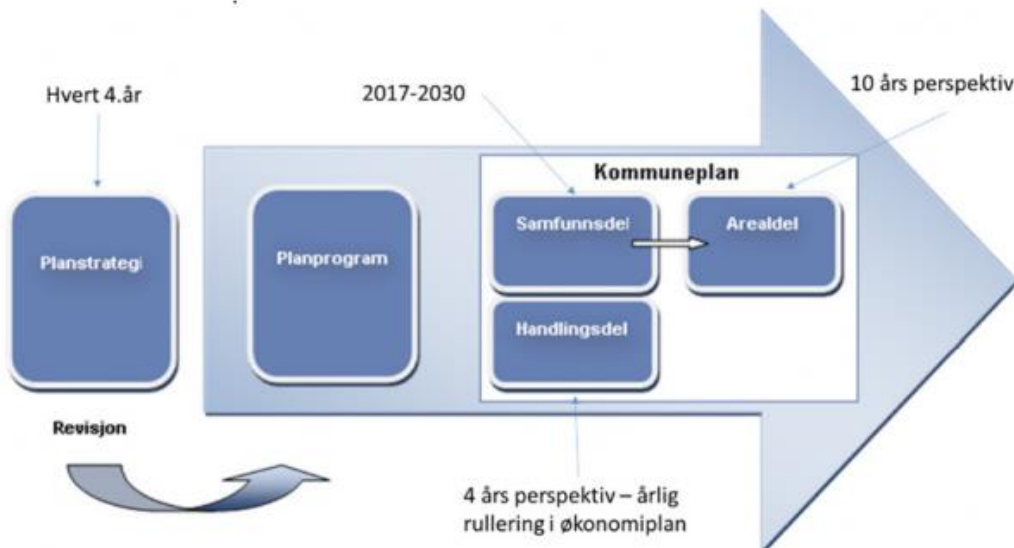 Hvert 4.år
2017-2030
10 års perspektiv
Kommuneplan
Planstrategi
Planprogram
Samfunnsdel
Arealdel
Handlingsdel
Revisjon
4 års perspektiv – årlig
rullering i økonomiplan